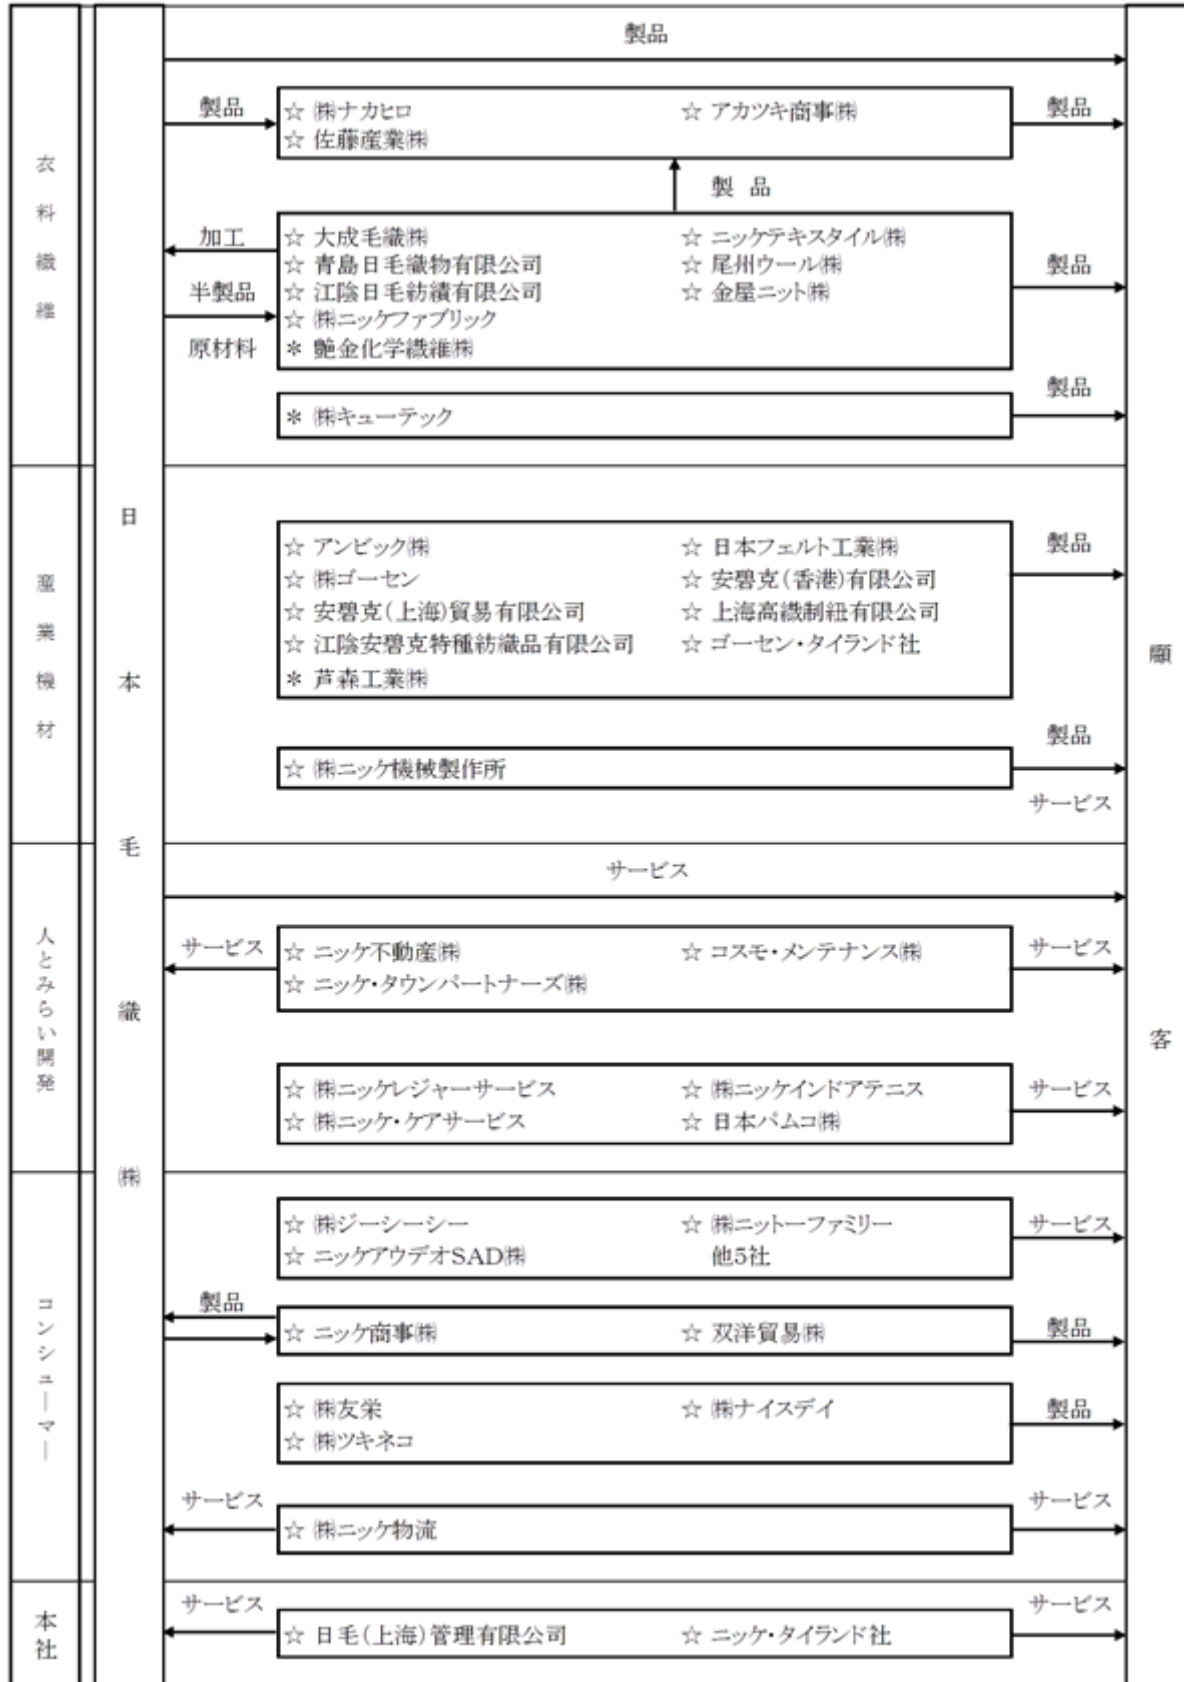 製品
製品
☆ ㈱ナカヒロ
☆ アカツキ商事㈱
製品
☆ 佐藤産業㈱
製 品
衣料繊維
加工
☆ 大成毛織㈱
☆ ニッケテキスタイル㈱
☆ 青島日毛織物有限公司
☆ 尾州ウール㈱
製品
半製品
☆ 江陰日毛紡績有限公司
☆ 金屋ニット㈱
☆ ㈱ニッケファブリック
原材料
＊ 艶金化学繊維㈱
製品
＊ ㈱キューテック
日本毛織㈱
産業機材
☆ アンビック㈱
☆ 日本フェルト工業㈱
製品
☆ ㈱ゴーセン
☆ 安碧克(香港)有限公司
☆ 安碧克(上海)貿易有限公司
☆ 上海高織制紐有限公司
☆ 江陰安碧克特種紡織品有限公司
☆ ゴーセン・タイランド社
＊ 芦森工業㈱
顧客
製品
☆ ㈱ニッケ機械製作所
サービス
人とみらい開発
サービス
サービス
☆ ニッケ不動産㈱
☆ コスモ・メンテナンス㈱
サービス
☆ ニッケ・タウンパートナーズ㈱
☆ ㈱ニッケレジャーサービス
☆ ㈱ニッケインドアテニス
サービス
☆ ㈱ニッケ・ケアサービス
☆ 日本パムコ㈱
コンシューマー
☆ ㈱ジーシーシー
☆ ㈱ニットーファミリー
サービス
☆ ニッケアウデオSAD㈱
他5社
製品
☆ ニッケ商事㈱
☆ 双洋貿易㈱
製品
☆ ㈱友栄
☆ ㈱ナイスデイ
製品
☆ ㈱ツキネコ
サービス
☆ ㈱ニッケ物流
サービス
本社
サービス
☆ 日毛(上海)管理有限公司
☆ ニッケ・タイランド社
サービス